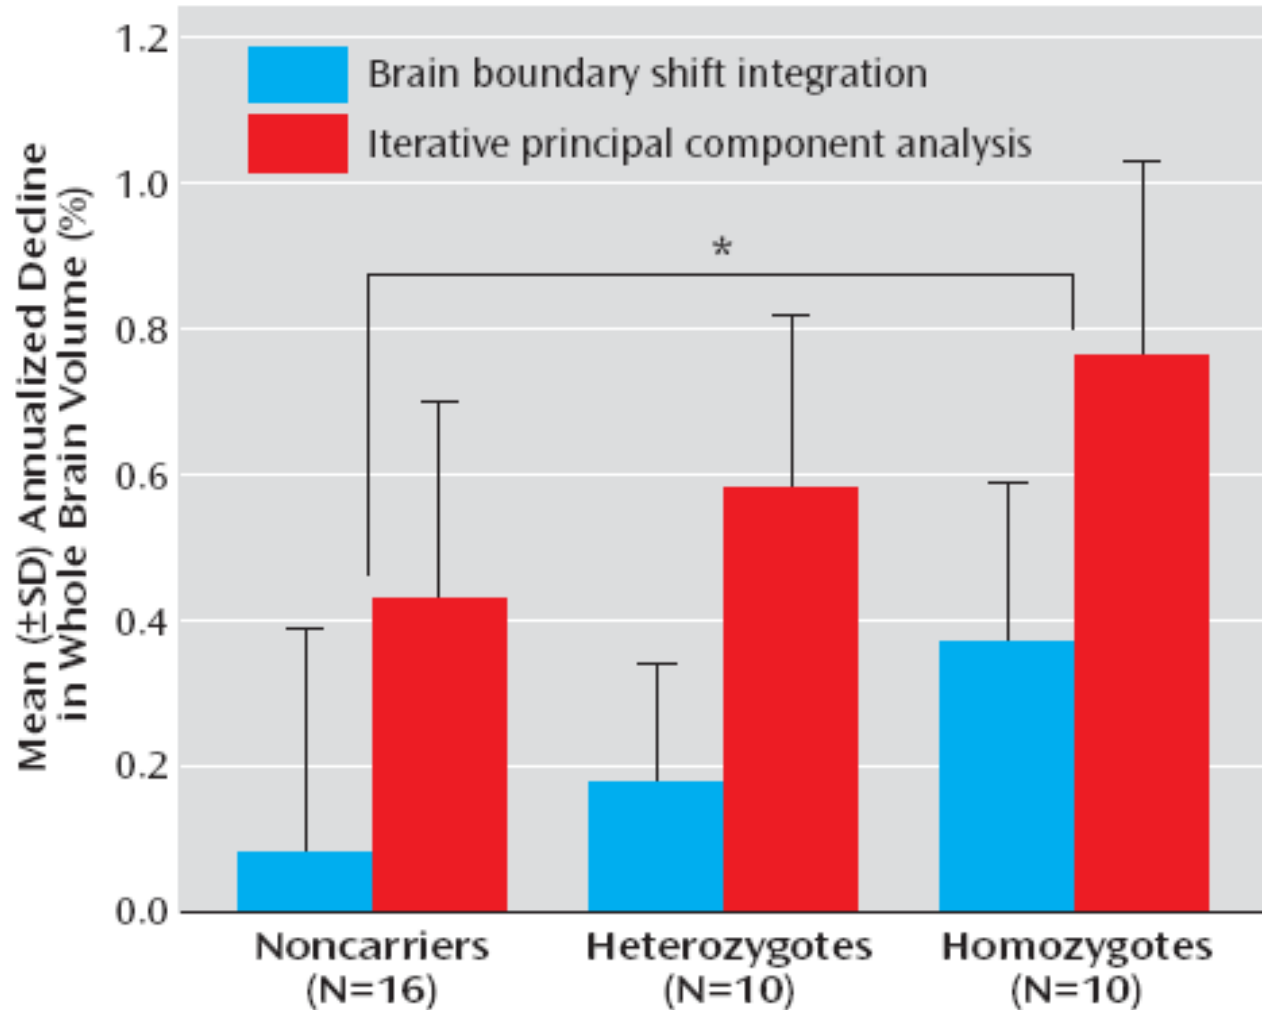 Mean (±SD) Annualized Decline
in Whole Brain Volume (%)
1.2
1.0
0.8
0.6
0.4
0.2
0.0
Brain boundary shift integration
Iterative principal component analysis
*
Noncarriers
(N=16)
Heterozygotes
(N=10)
Homozygotes
(N=10)